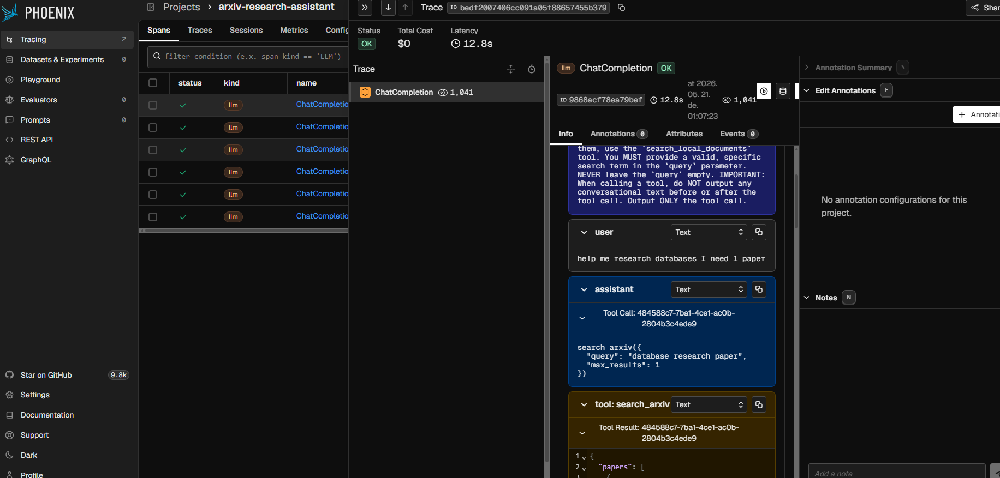 PHOENIX
Tracing 2
Datasets & Experiments 0
Playground
Evaluators 0
Prompts 0
REST API
GraphQL
Star on GitHub 9.8k
Settings
Documentation
Support
Dark
Profile
Projects > arxiv-research-assistant
Spans Traces Sessions Metrics Config
filter condition (e.x. span_kind == 'LLM')
status kind name
llm ChatCompletio
llm ChatCompletio
llm ChatCompletio
llm ChatCompletio
llm ChatCompletio
llm ChatCompletio
Trace ID bedf2007406cc091a05f88657455b379
Shar
Status Total Cost Latency
OK $0 12.8s
Trace
ChatCompletion 1,041
llm ChatCompletion OK
ID 9868acf78ea79bef 12.8s
at 2026.
05. 21.
de.
01:07:23
1,041
Info Annotations 0 Attributes Events 0
them, use the `search_local_documents`
tool. You MUST provide a valid, specific
search term in the `query` parameter.
NEVER leave the `query` empty. IMPORTANT:
When calling a tool, do NOT output any
conversational text before or after the
tool call. Output ONLY the tool call.
user Text
help me research databases I need 1 paper
assistant Text
Tool Call: 484588c7-7ba1-4ce1-ac0b-
2804b3c4ede9
search_arxiv({
"query": "database research paper",
"max_results": 1
})
tool: search_arxiv Text
Tool Result: 484588c7-7ba1-4ce1-ac0b-
2804b3c4ede9
1 {
2 "papers": [
3 {
Annotation Summary S
Edit Annotations E
+ Annotati
No annotation configurations for this
project.
Notes N
Add a note